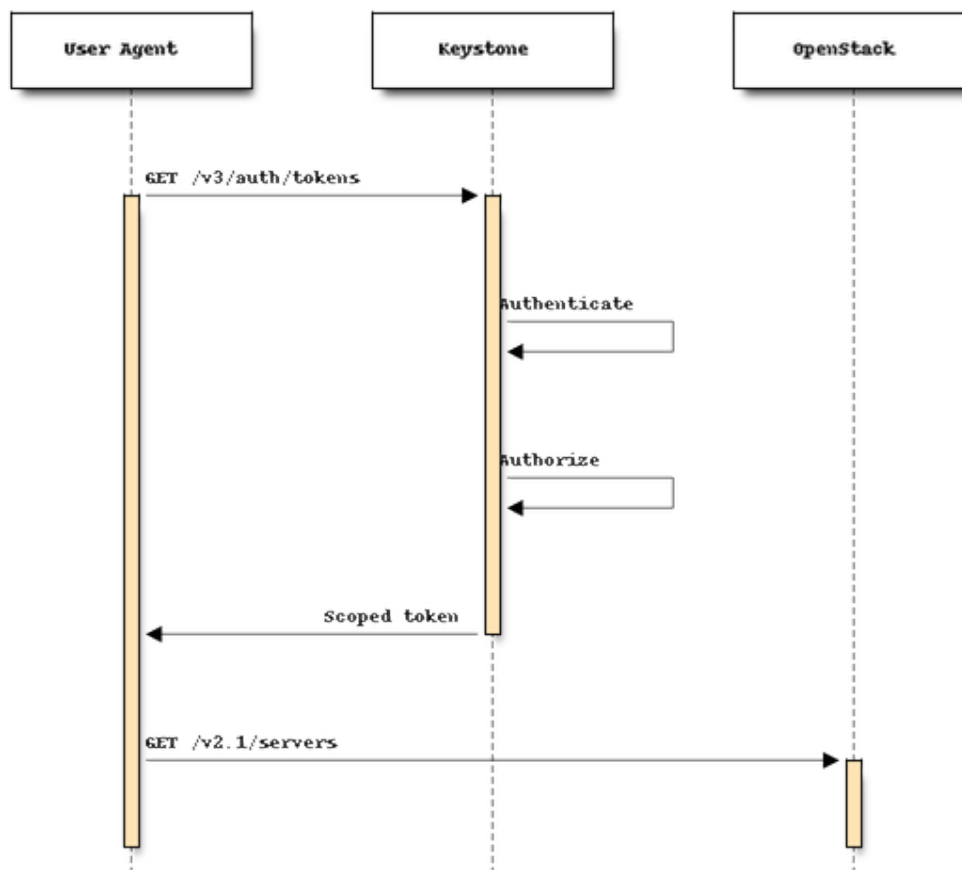 User Agent
Keystone
OpenStack
GET /v3/auth/tokens
Authenticate
Authorize
Scoped token
GET /v2.1/servers